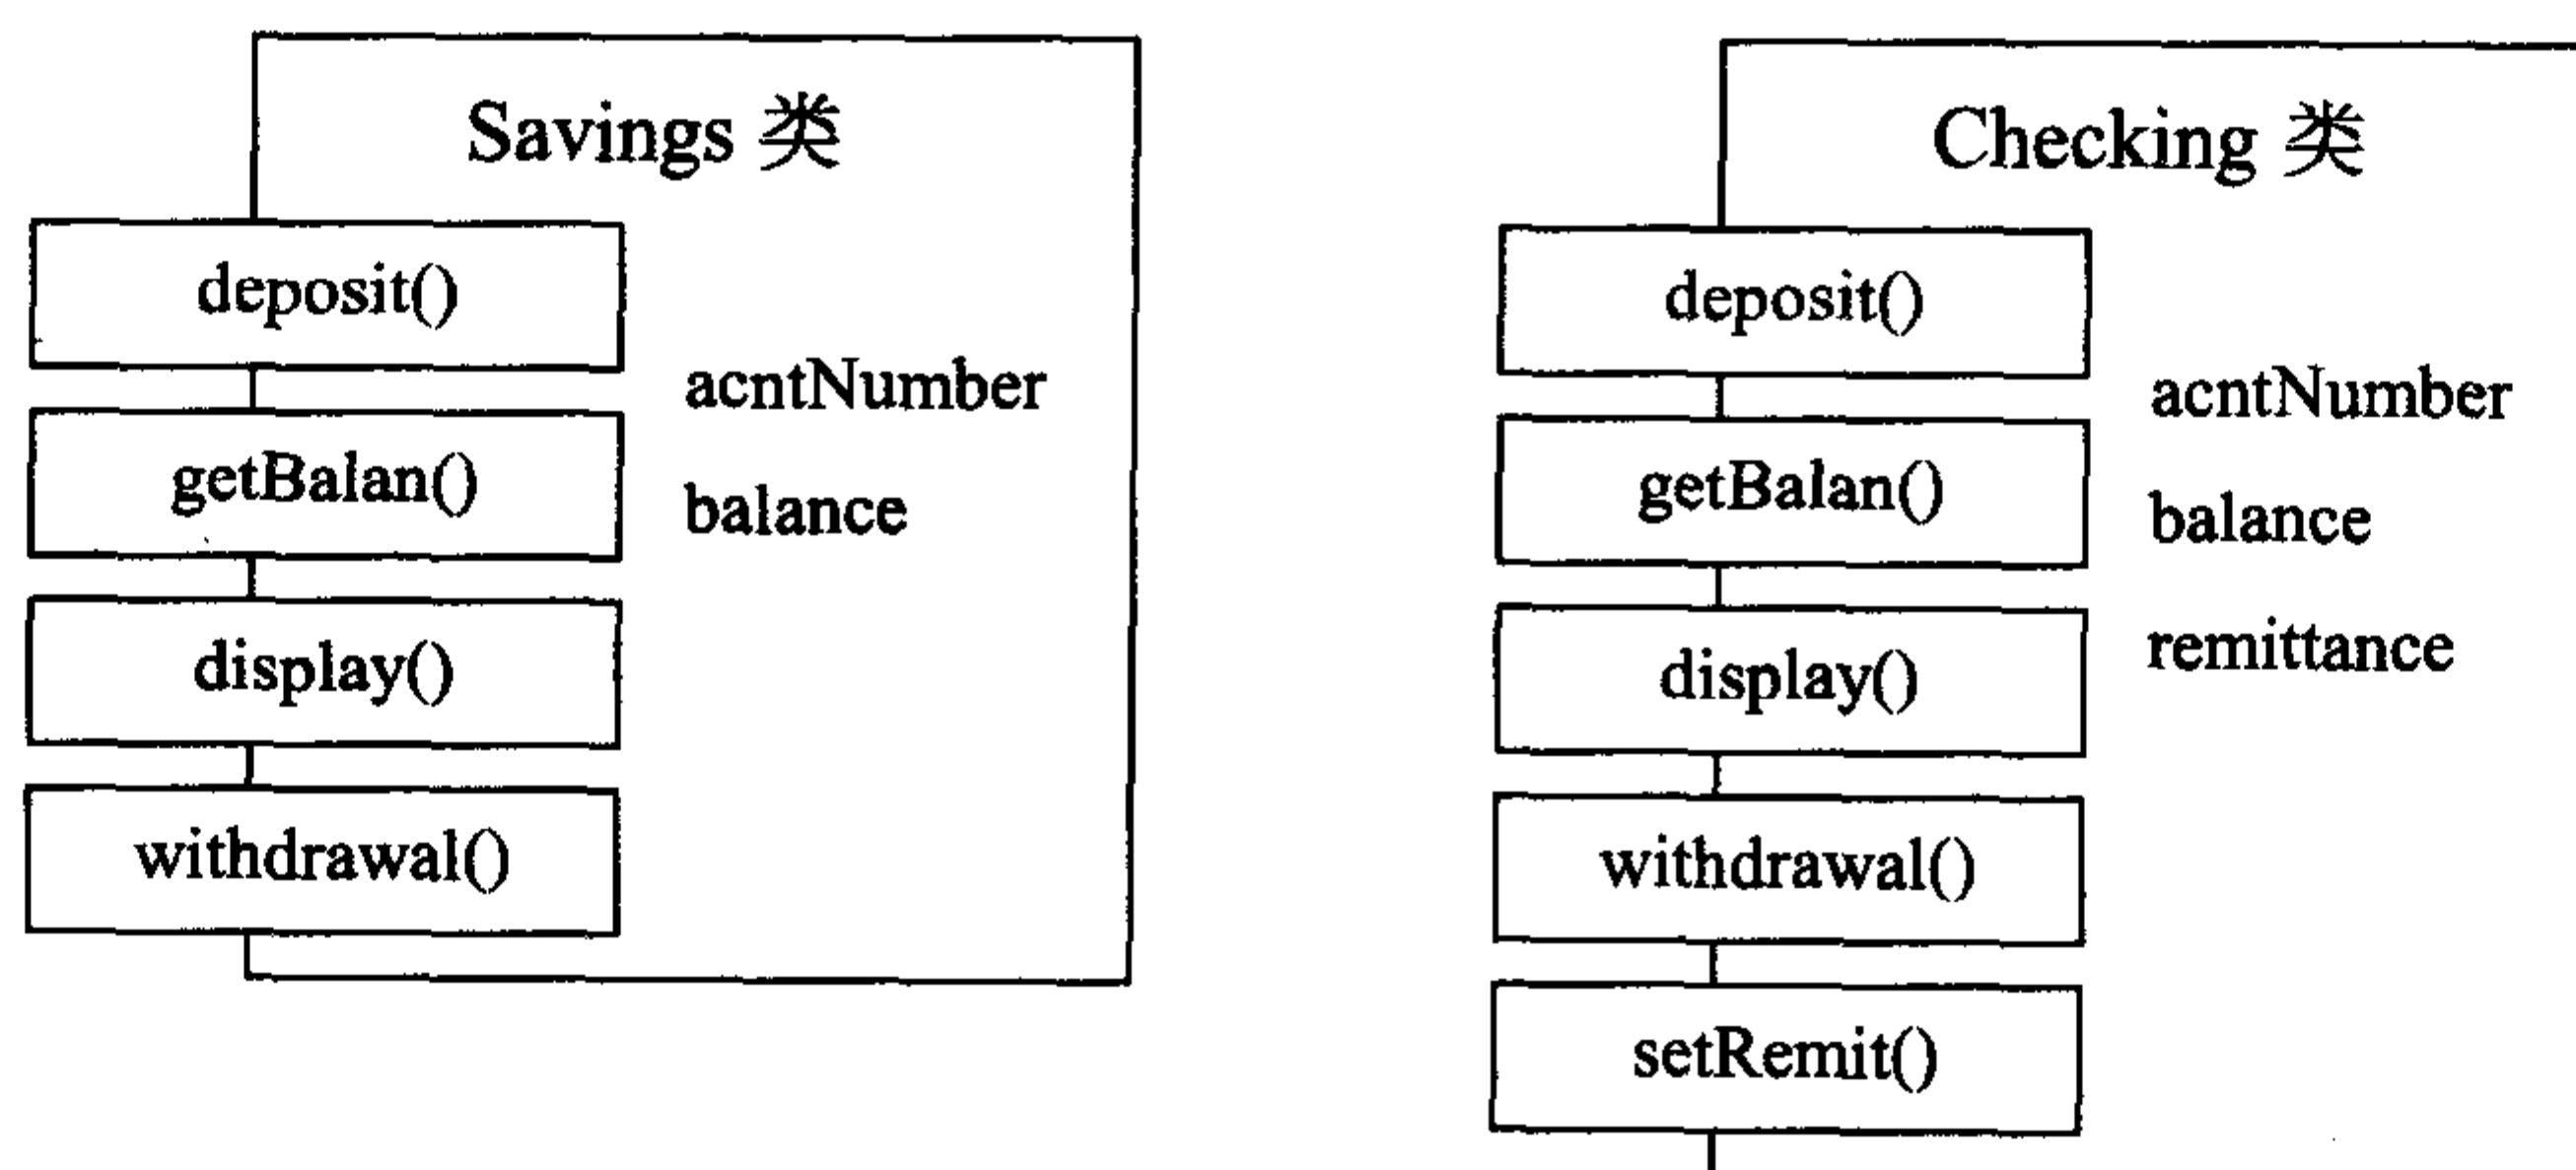 Savings 类
deposit()
getBalan()
display()
withdrawal()
acntNumber
balance
Checking 类
deposit()
getBalan()
display()
withdrawal()
setRemit()
acntNumber
balance
remittance